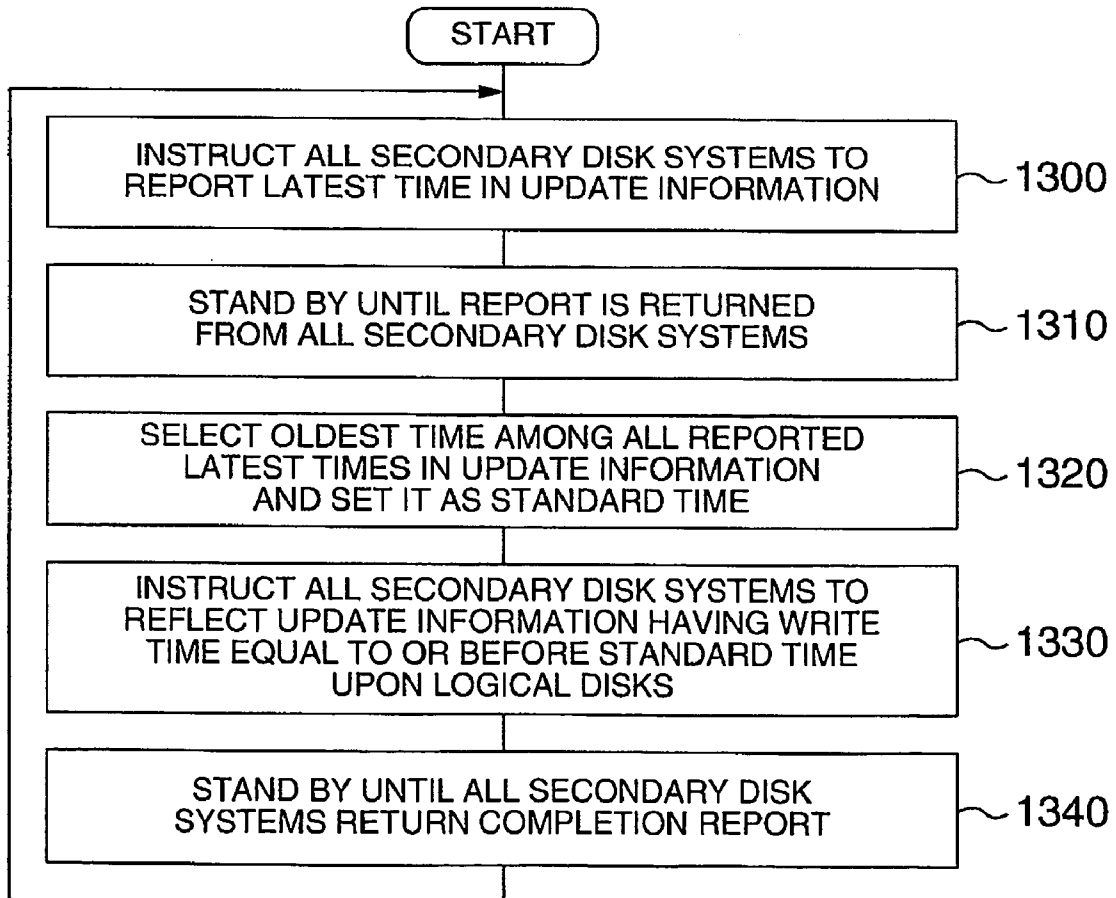 START
INSTRUCT ALL SECONDARY DISK SYSTEMS TO
REPORT LATEST TIME IN UPDATE INFORMATION
1300
STAND BY UNTIL REPORT IS RETURNED
FROM ALL SECONDARY DISK SYSTEMS
1310
SELECT OLDEST TIME AMONG ALL REPORTED
LATEST TIMES IN UPDATE INFORMATION
AND SET IT AS STANDARD TIME
1320
INSTRUCT ALL SECONDARY DISK SYSTEMS TO
REFLECT UPDATE INFORMATION HAVING WRITE
TIME EQUAL TO OR BEFORE STANDARD TIME
UPON LOGICAL DISKS
1330
STAND BY UNTIL ALL SECONDARY DISK
SYSTEMS RETURN COMPLETION REPORT
1340